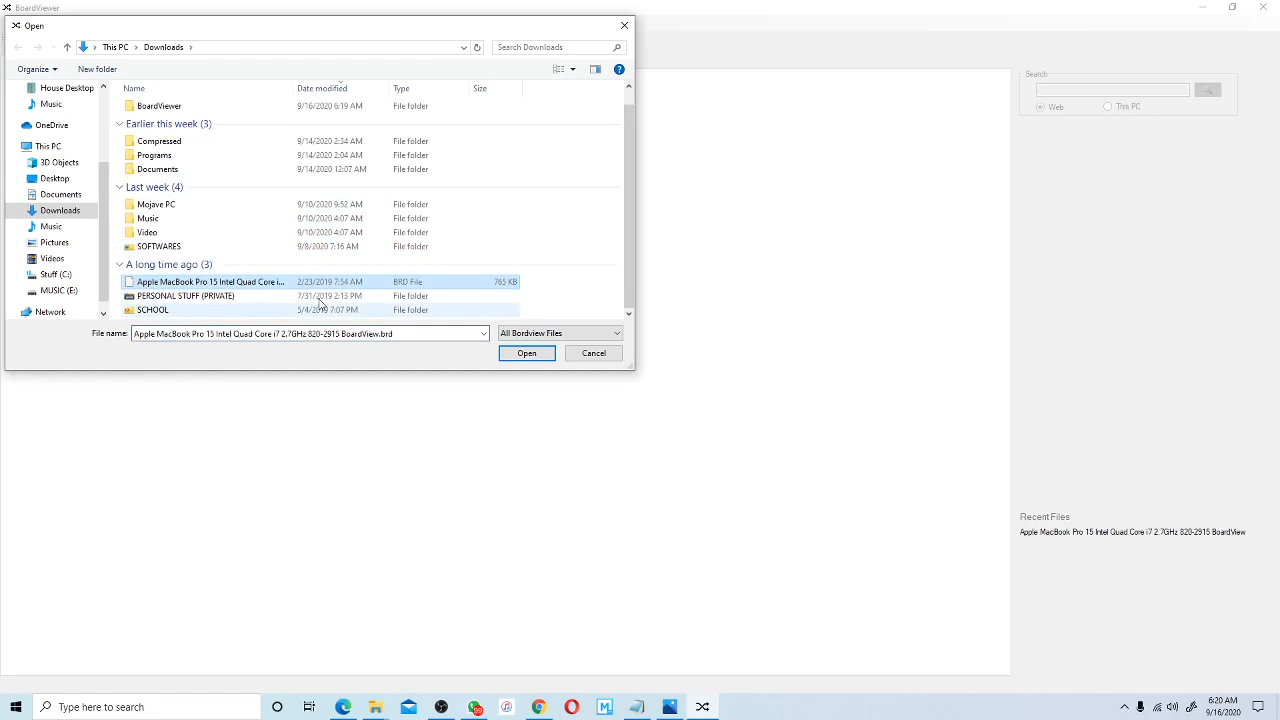 BoardViewer
Open
This PC
Downloads
Search Downloads
Organize
New folder
Name
Date modified
Type
Size
House Desktop
Music
OneDrive
This PC
3D Objects
Desktop
Documents
Downloads
Music
Pictures
Videos
Stuff (C:)
MUSIC (E:)
Network
BoardViewer 9/16/2020 6:19 AM File folder
Earlier this week (3)
Compressed 9/14/2020 2:34 AM File folder
Programs 9/14/2020 2:04 AM File folder
Documents 9/14/2020 12:07 AM File folder
Last week (4)
Mojave PC 9/10/2020 9:52 AM File folder
Music 9/10/2020 4:07 AM File folder
Video 9/10/2020 4:07 AM File folder
SOFTWARES 9/8/2020 7:16 AM File folder
A long time ago (3)
Apple MacBook Pro 15 Intel Quad Core i... 2/23/2019 7:54 AM BRD File 765 KB
PERSONAL STUFF (PRIVATE) 7/31/2019 2:13 PM File folder
SCHOOL 5/4/2019 7:07 PM File folder
File name: Apple MacBook Pro 15 Intel Quad Core i7 2.7GHz 820-2915 BoardView.brd
All Bordview Files
Open
Cancel
Search
Web
This PC
Recent Files
Apple MacBook Pro 15 Intel Quad Core i7 2.7GHz 820-2915 BoardView
Type here to search
6:20 AM
9/16/2020